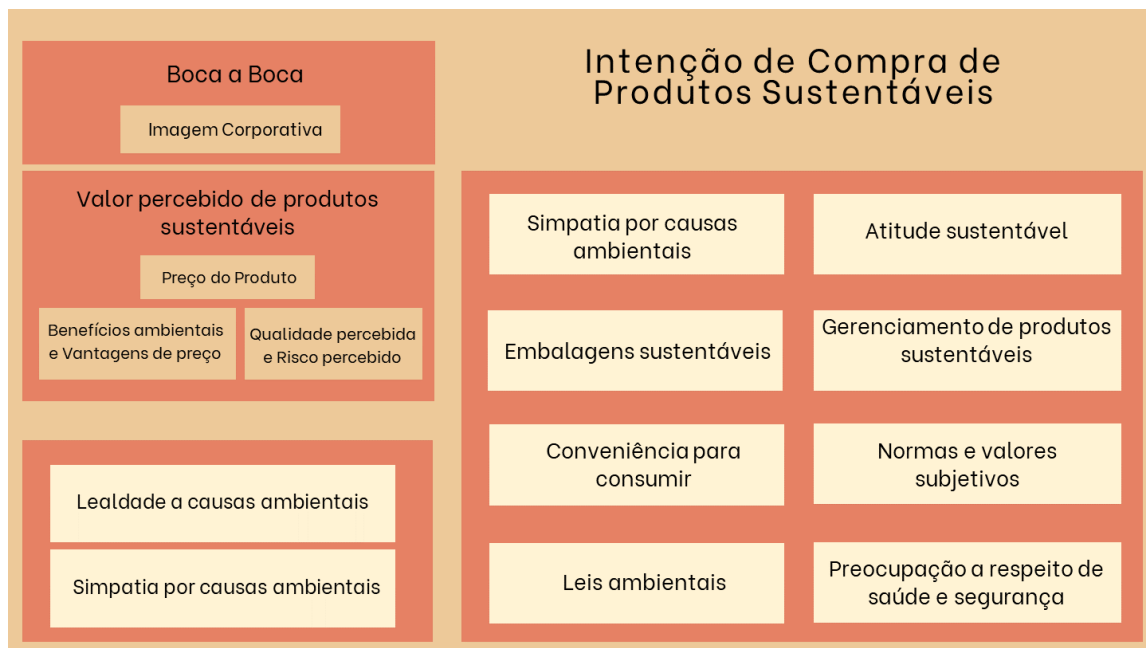 Intenção de Compra de
Produtos Sustentáveis
Boca a Boca
Imagem Corporativa
Valor percebido de produtos
sustentáveis
Preço do Produto
Benefícios ambientais
e Vantagens de preço
Qualidade percebida
e Risco percebido
Lealdade a causas ambientais
Simpatia por causas ambientais
Simpatia por causas
ambientais
Atitude sustentável
Embalagens sustentáveis
Gerenciamento de produtos
sustentáveis
Conveniência para
consumir
Normas e valores
subjetivos
Leis ambientais
Preocupação a respeito de
saúde e segurança